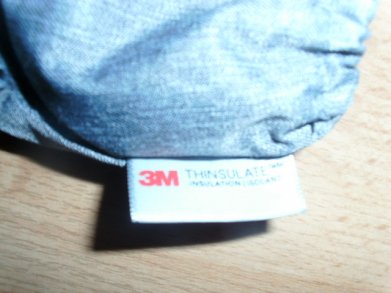 3M THINSULATE™
INSULATION | ISOLANT